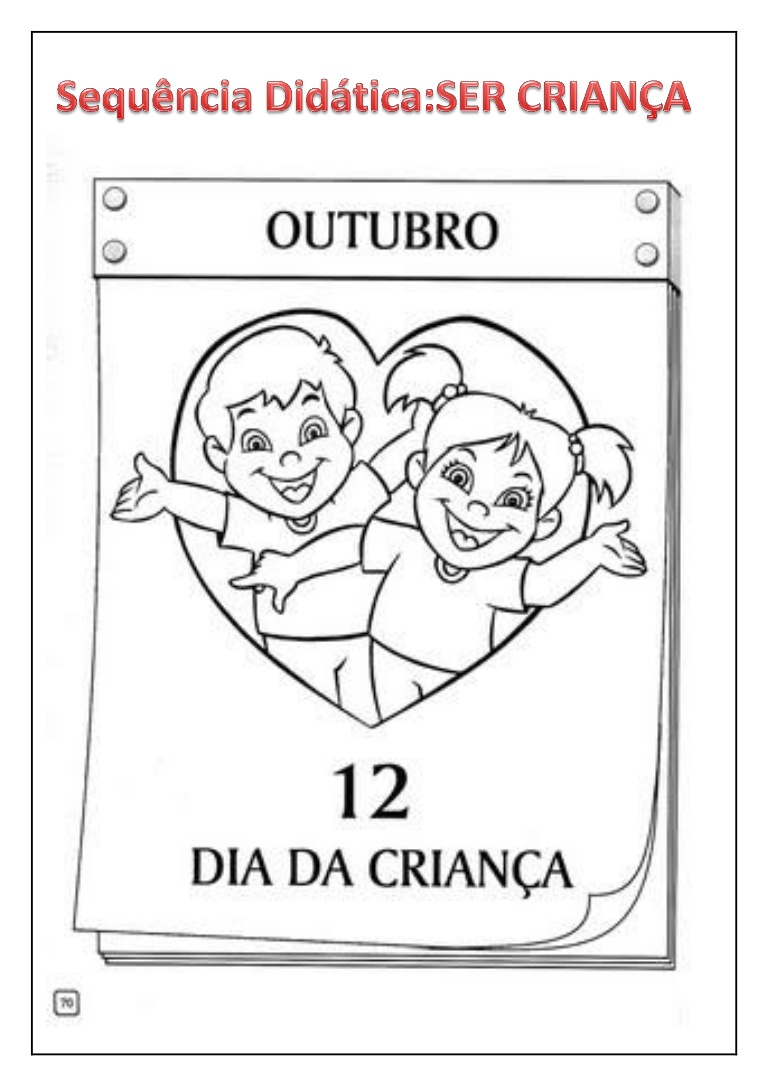 Sequência Didática:SER CRIANÇA
OUTUBRO
12
DIA DA CRIANÇA
70